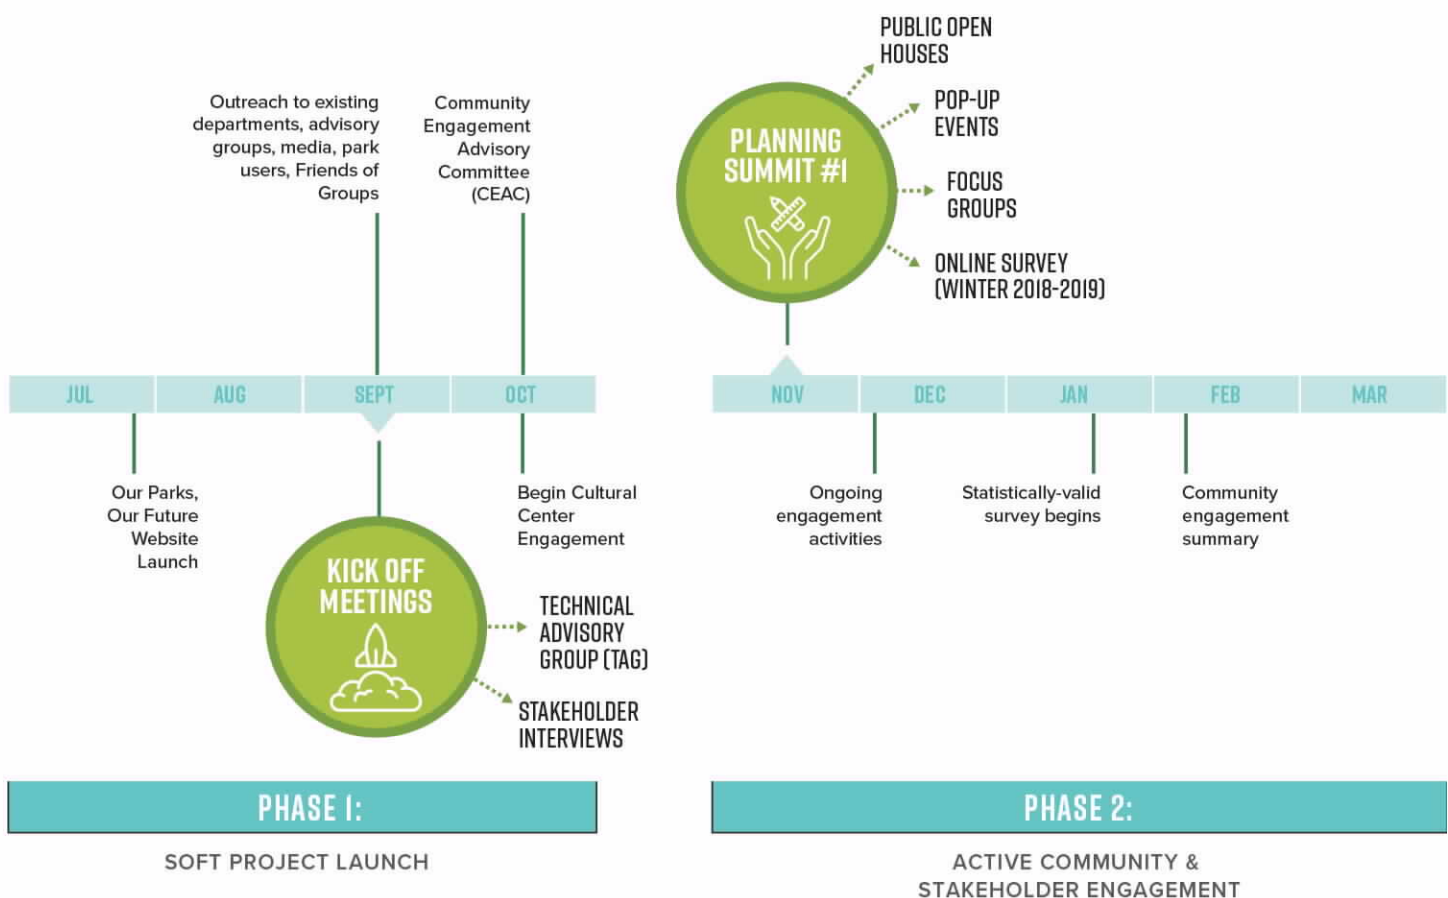 Outreach to existing
departments, advisory
groups, media, park
users, Friends of
Groups
Community
Engagement
Advisory
Committee
(CEAC)
PLANNING
SUMMIT #1
PUBLIC OPEN
HOUSES
POP-UP
EVENTS
FOCUS
GROUPS
ONLINE SURVEY
(WINTER 2018-2019)
JUL
AUG
SEPT
OCT
NOV
DEC
JAN
FEB
MAR
Our Parks,
Our Future
Website
Launch
KICK OFF
MEETINGS
Begin Cultural
Center
Engagement
TECHNICAL
ADVISORY
GROUP (TAG)
STAKEHOLDER
INTERVIEWS
Ongoing
engagement
activities
Statistically-valid
survey begins
Community
engagement
summary
PHASE 1:
SOFT PROJECT LAUNCH
PHASE 2:
ACTIVE COMMUNITY &
STAKEHOLDER ENGAGEMENT